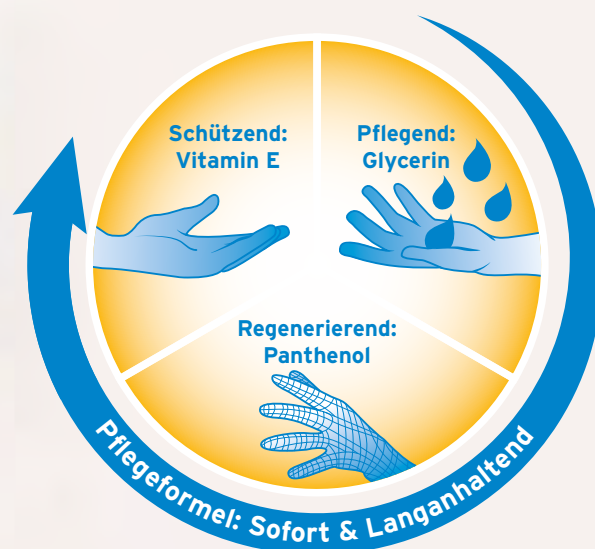 Schützend:
Vitamin E
Pflegend:
Glycerin
Regenerierend:
Panthenol
Pflegeformel: Sofort & Langanhaltend